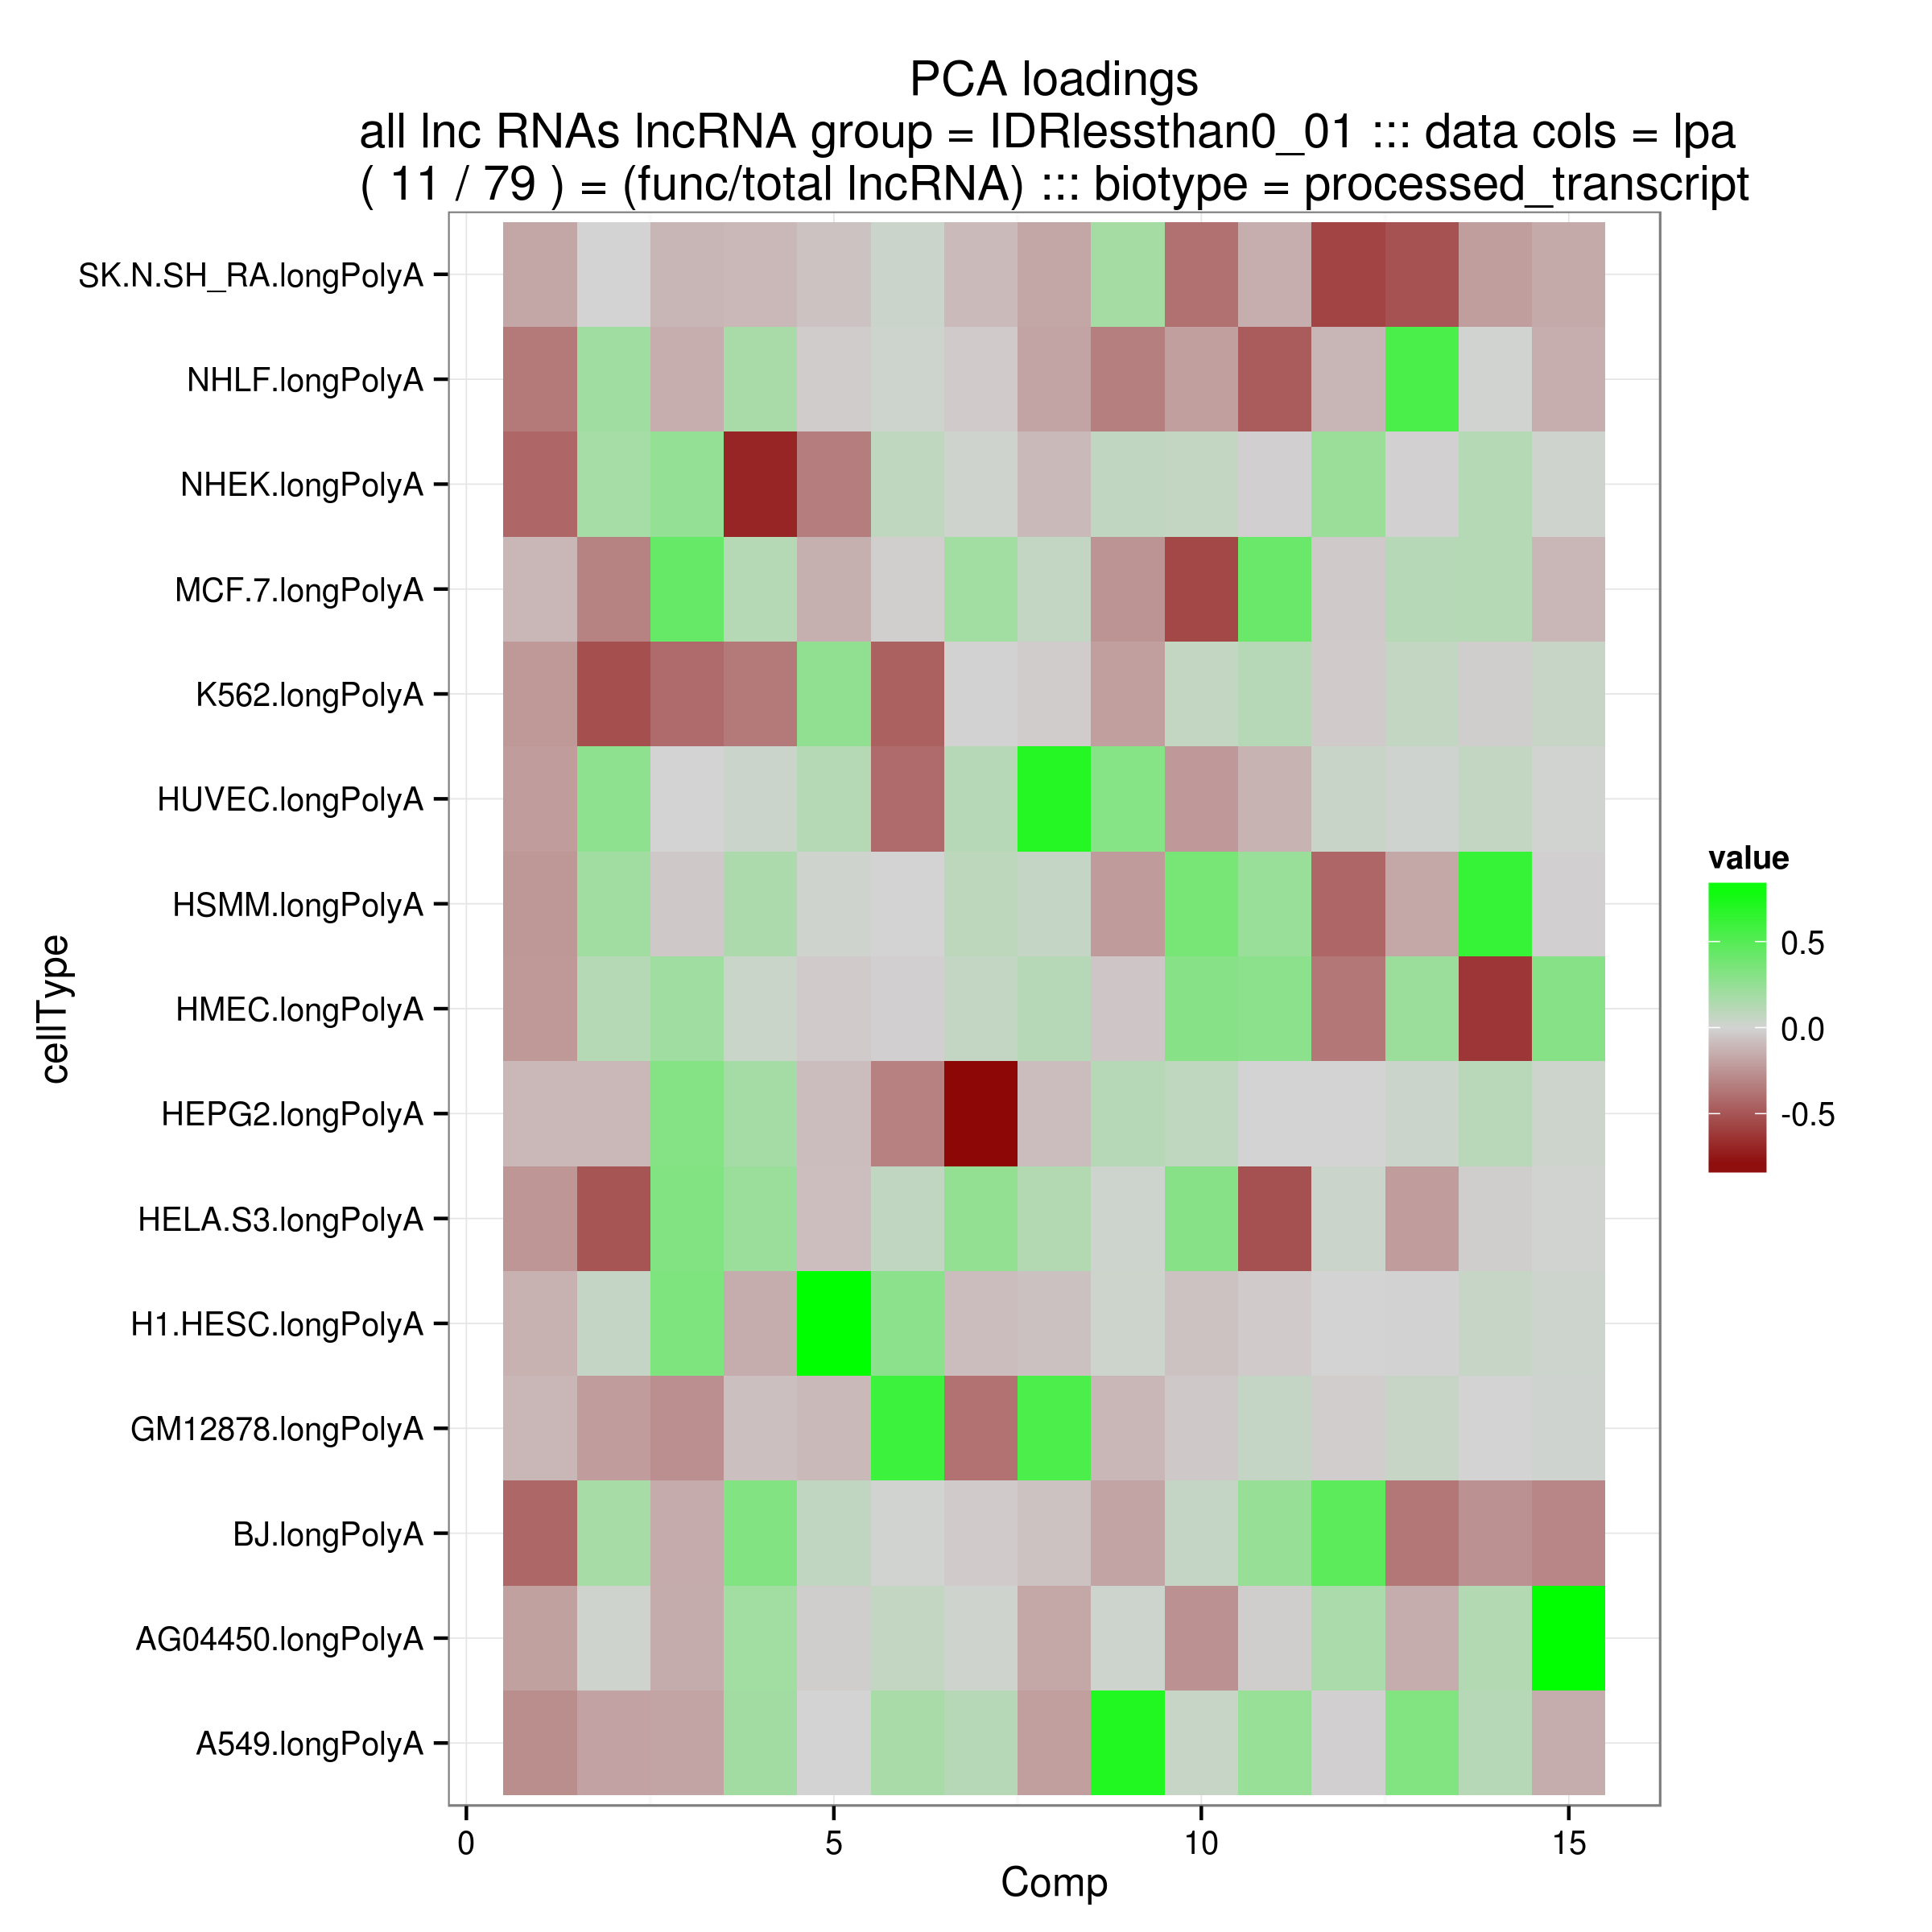 PCA loadings
all lnc RNAs lncRNA group = IDRlessthan0_01 ::: data cols = lpa
( 11 / 79 ) = (func/total lncRNA) ::: biotype = processed_transcript
cellType
SK.N.SH_RA.longPolyA
NHLF.longPolyA
NHEK.longPolyA
MCF.7.longPolyA
K562.longPolyA
HUVEC.longPolyA
HSMM.longPolyA
HMEC.longPolyA
HEPG2.longPolyA
HELA.S3.longPolyA
H1.HESC.longPolyA
GM12878.longPolyA
BJ.longPolyA
AG04450.longPolyA
A549.longPolyA
0 5 10 15
Comp
value
0.5
0.0
-0.5